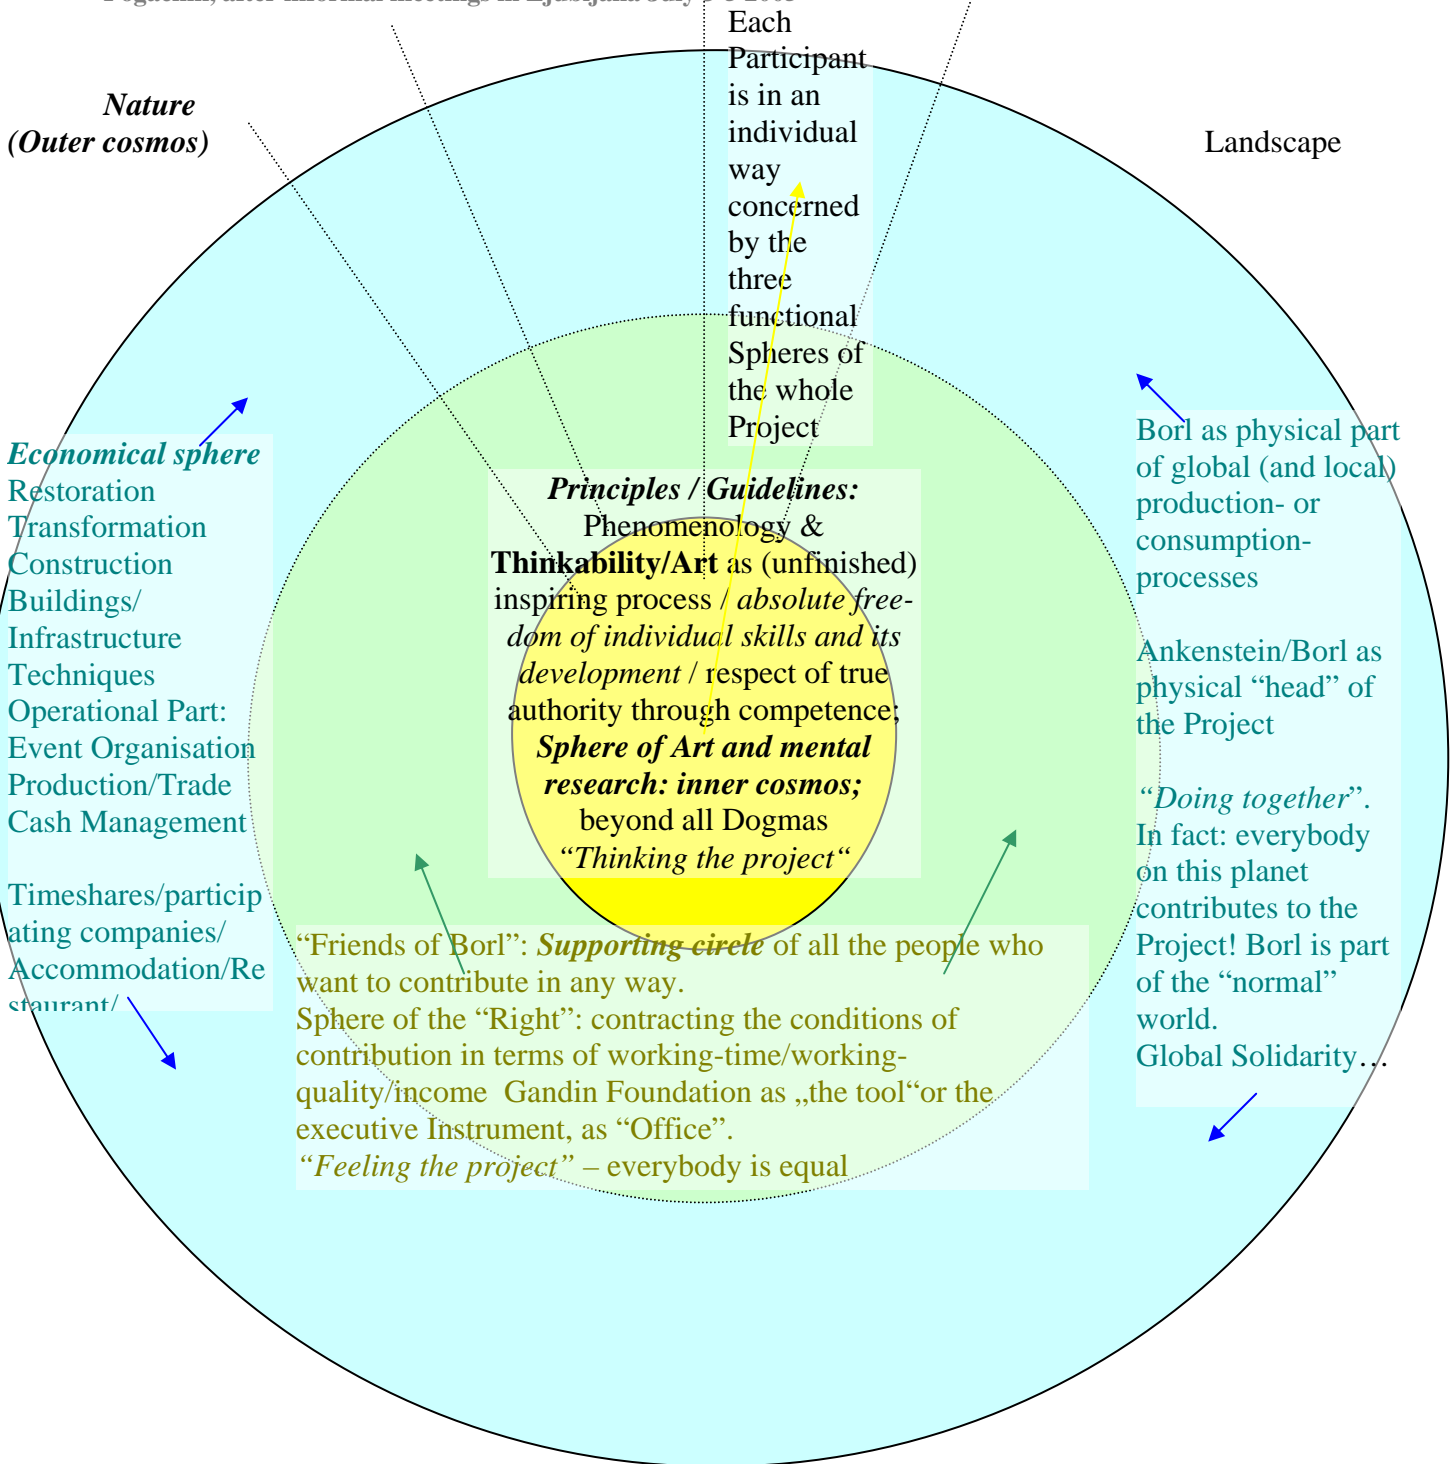 after informal meetings in Ljubljana July
Each
Participant
is in an
individual
way
concerned
by the
three
functional
Spheres of
the whole
Project
Nature
(Outer cosmos)
Landscape
Economical sphere
Restoration
Transformation
Construction
Buildings/
Infrastructure
Techniques
Operational Part:
Event Organisation
Production/Trade
Cash Management
Timeshares/particip
ating companies/
Accommodation/Re
staurant/
Principles / Guidelines:
Phenomenology &
Thinkability/Art as (unfinished)
inspiring process / absolute free-
dom of individual skills and its
development / respect of true
authority through competence;
Sphere of Art and mental
research: inner cosmos;
beyond all Dogmas
“Thinking the project“
Borl as physical part
of global (and local)
production- or
consumption-
processes
Ankenstein/Borl as
physical “head” of
the Project
“Doing together”.
In fact: everybody
on this planet
contributes to the
Project! Borl is part
of the “normal”
world.
Global Solidarity…
“Friends of Borl”: Supporting circle of all the people who
want to contribute in any way.
Sphere of the “Right”: contracting the conditions of
contribution in terms of working-time/working-
quality/income Gandin Foundation as „the tool“or the
executive Instrument, as “Office”.
“Feeling the project” – everybody is equal